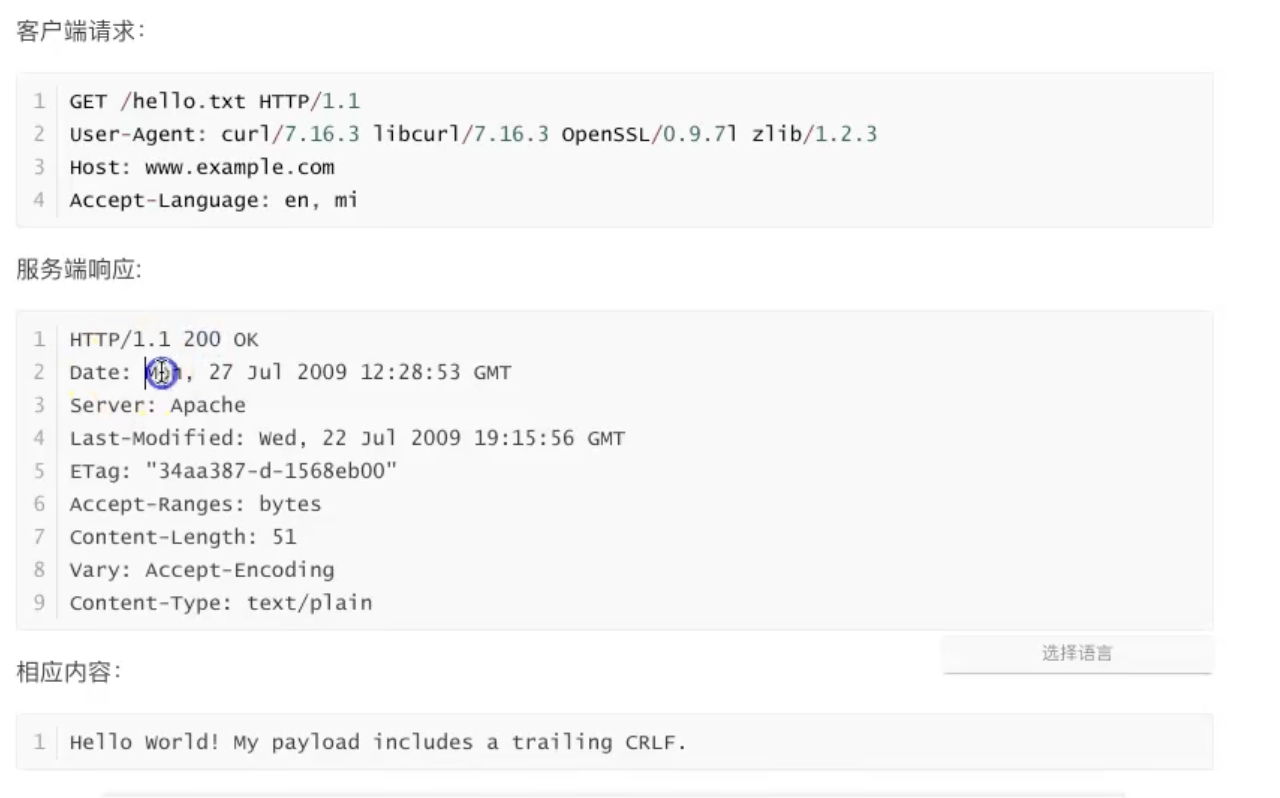 客户端请求:
1 GET /hello.txt HTTP/1.1
2 User-Agent: curl/7.16.3 libcurl/7.16.3 OpenSSL/0.9.7l zlib/1.2.3
3 Host: www.example.com
4 Accept-Language: en, mi
服务端响应:
1 HTTP/1.1 200 OK
2 Date: Mon, 27 Jul 2009 12:28:53 GMT
3 Server: Apache
4 Last-Modified: Wed, 22 Jul 2009 19:15:56 GMT
5 ETag: "34aa387-d-1568eb00"
6 Accept-Ranges: bytes
7 Content-Length: 51
8 Vary: Accept-Encoding
9 Content-Type: text/plain
选择语言
相应内容:
1 Hello World! My payload includes a trailing CRLF.